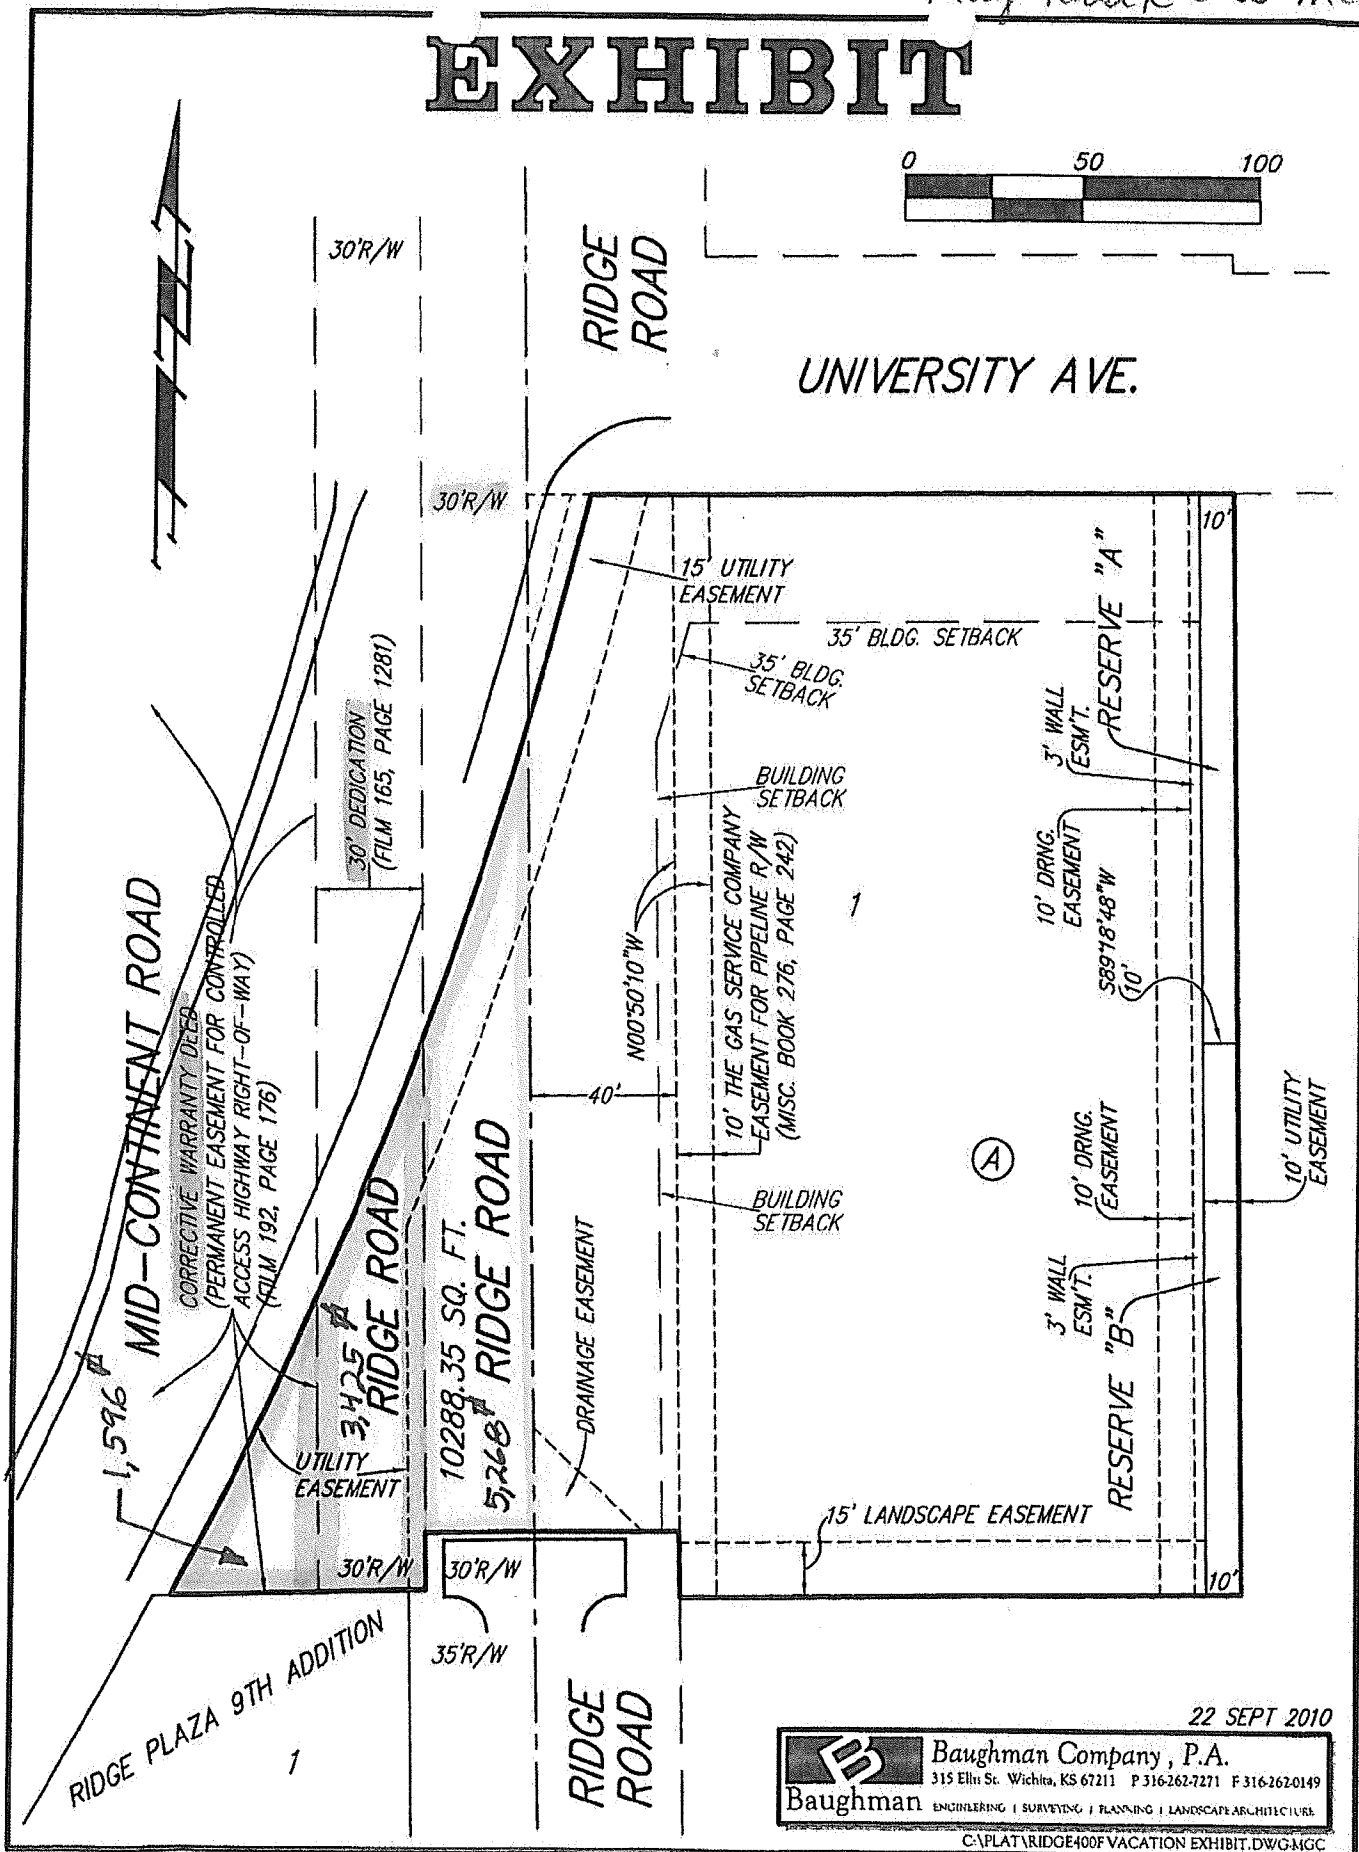 EXHIBIT
0 50 100
30'R/W
RIDGE
ROAD
UNIVERSITY AVE.
30'R/W
10'
15' UTILITY
EASEMENT
35' BLDG. SETBACK
35' BLDG.
SETBACK
RESERVE "A"
3' WALL
ESM'T.
30' DEDICATION
(FILM 165, PAGE 1281)
BUILDING
SETBACK
10' DRNG.
EASEMENT
MID-CONTINENT ROAD
CORRECTIVE WARRANTY DEED
(PERMANENT EASEMENT FOR CONTROLLED
ACCESS HIGHWAY RIGHT-OF-WAY)
(FILM 192, PAGE 176)
N00°50'10"W
10' THE GAS SERVICE COMPANY
EASEMENT FOR PIPELINE R/W
(MISC. BOOK 276, PAGE 242)
1
S89°18'48"W
10'
40'
A
10' DRNG.
EASEMENT
10' UTILITY
EASEMENT
BUILDING
SETBACK
3' WALL
ESM'T.
RESERVE "B"
1,596
3,425
RIDGE ROAD
10288.35 SQ. FT.
5,268
RIDGE ROAD
DRAINAGE EASEMENT
UTILITY
EASEMENT
15' LANDSCAPE EASEMENT
30'R/W
30'R/W
10'
35'R/W
RIDGE PLAZA 9TH ADDITION
1
RIDGE
ROAD
22 SEPT 2010
Baughman
Baughman Company, P.A.
315 Ellis St. Wichita, KS 67211 P 316-262-7271 F 316-262-0149
ENGINEERING | SURVEYING | PLANNING | LANDSCAPE ARCHITECTURE
C:\PLAT\RIDGE400F VACATION EXHIBIT.DWG-MGC